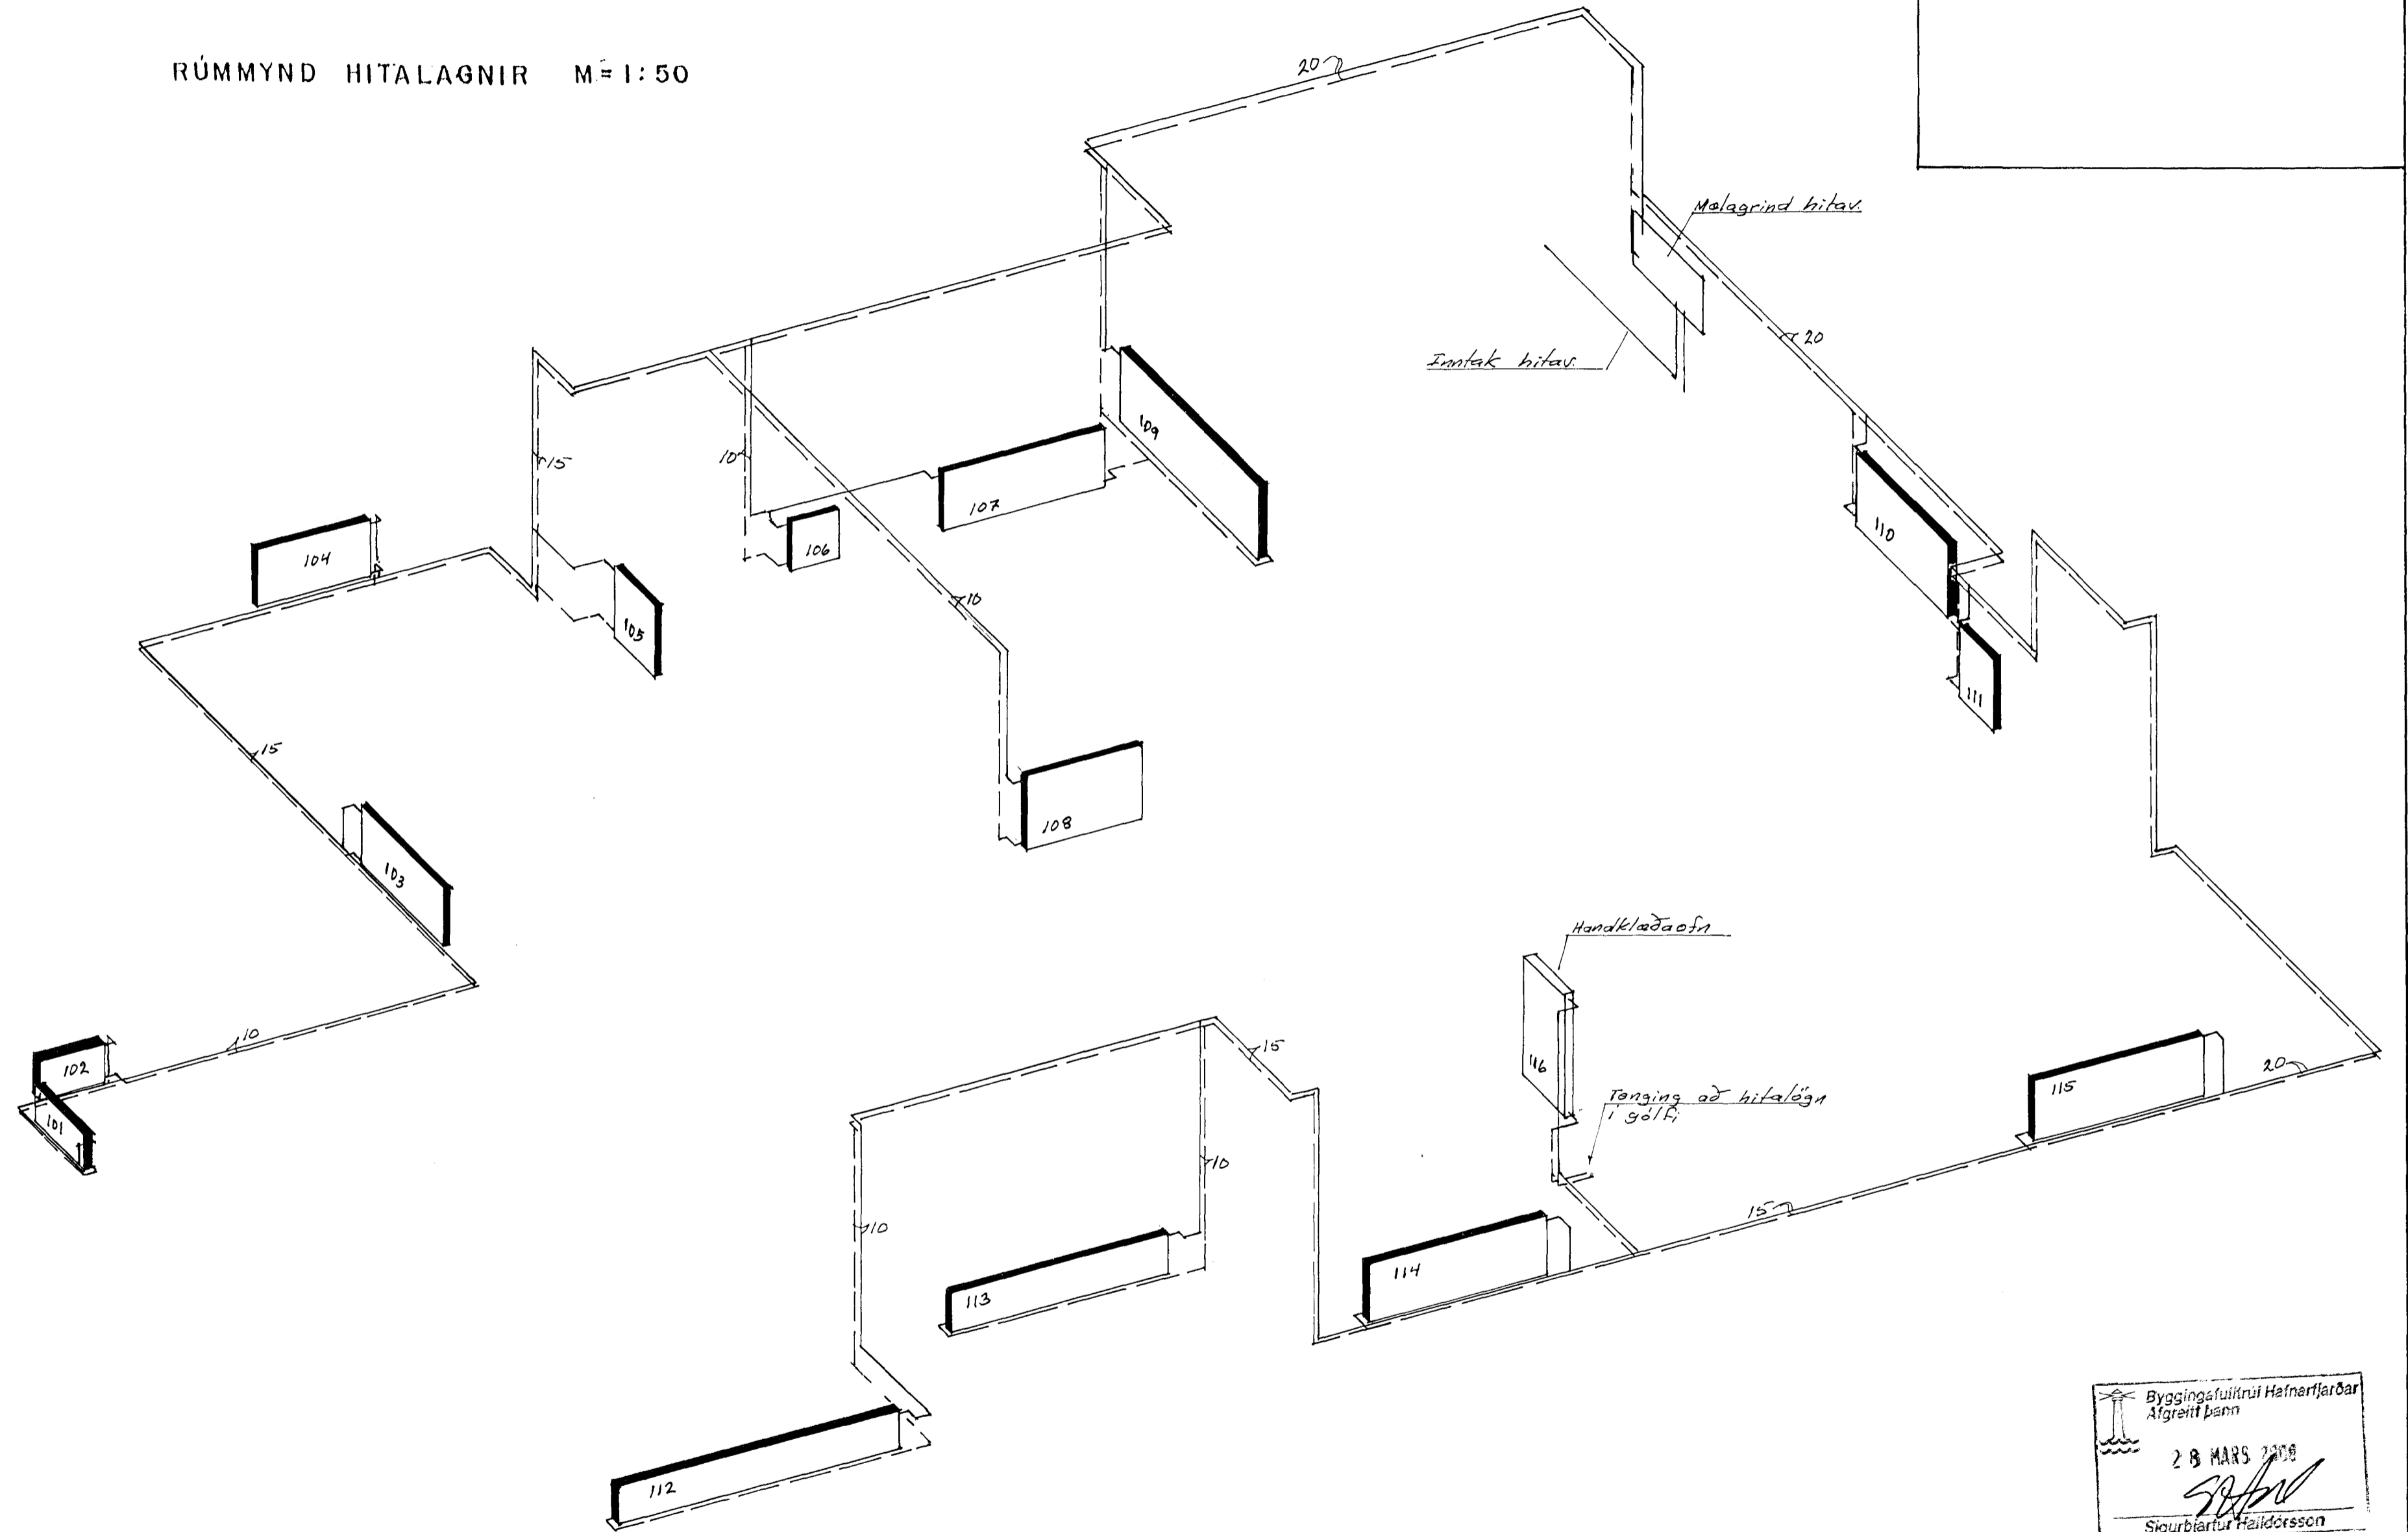 RÚMMYND HITALAGNIR M=1:50
20
Mælagrind hitav.
20
Inntak hitav.
15
10
109
107
106
104
105
110
111
10
15
103
108
Handklæðaofn
116
10
102
101
15
10
10
Tenging að hitalögn
í gólfi
20
115
15
114
113
112
Byggingafulltrúi Hafnarfjarðar
Afgreitt þann
28 MARS
Sigurbjartur Halldórsson